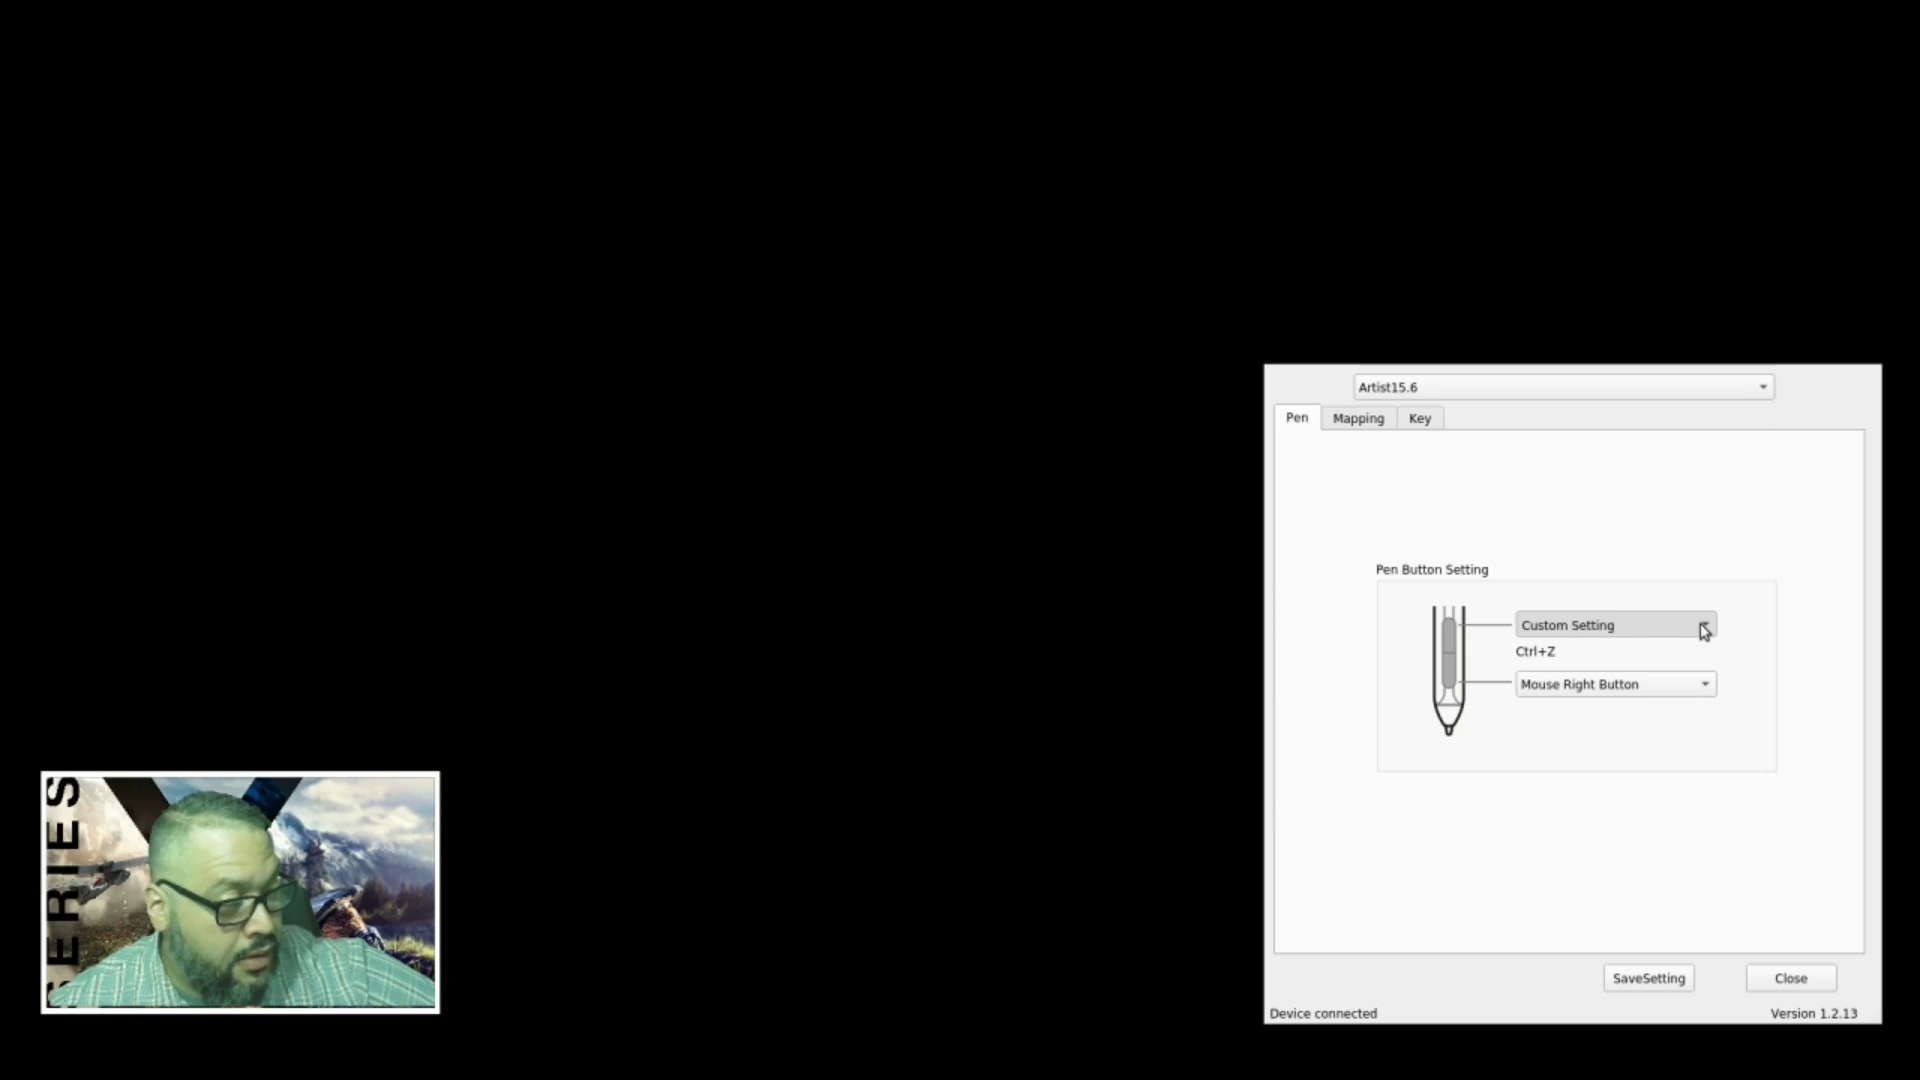 Artist15.6
Pen Mapping Key
Pen Button Setting
Custom Setting
Ctrl+Z
Mouse Right Button
SaveSetting Close
Device connected Version 1.2.13
SERIES